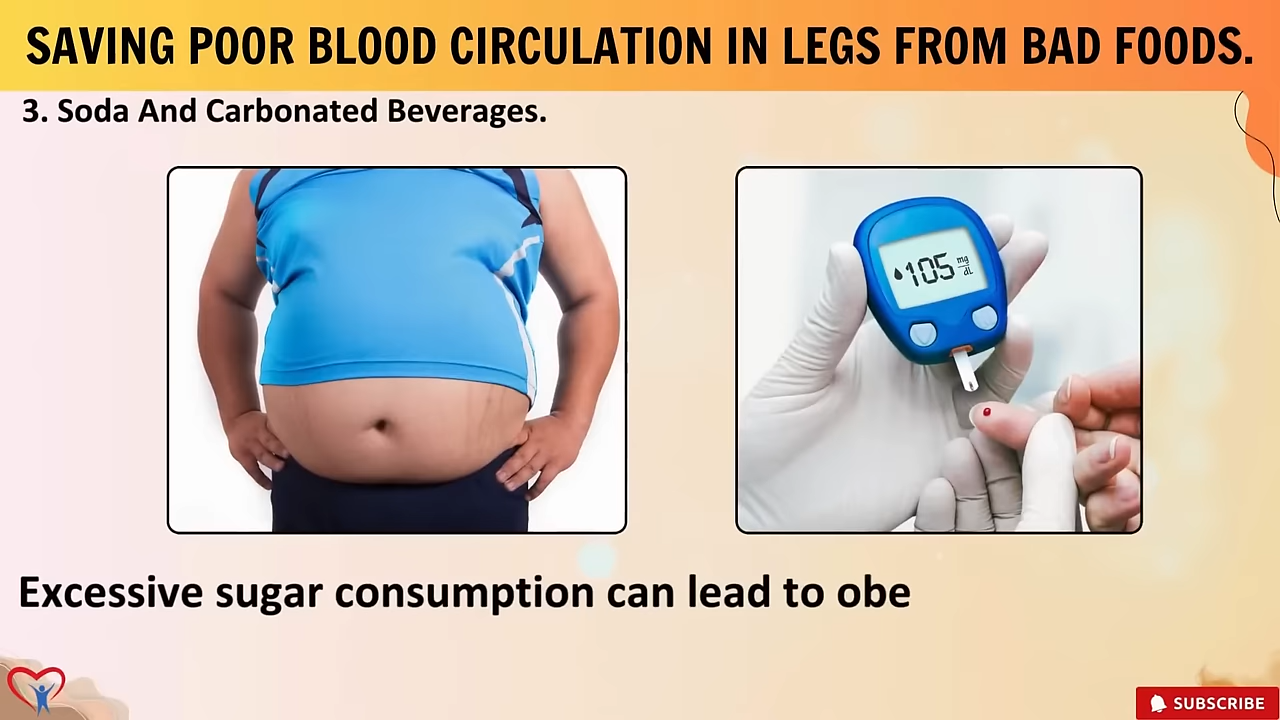 SAVING POOR BLOOD CIRCULATION IN LEGS FROM BAD FOODS.
3. Soda And Carbonated Beverages.
105 mg/dL
Excessive sugar consumption can lead to obe
SUBSCRIBE